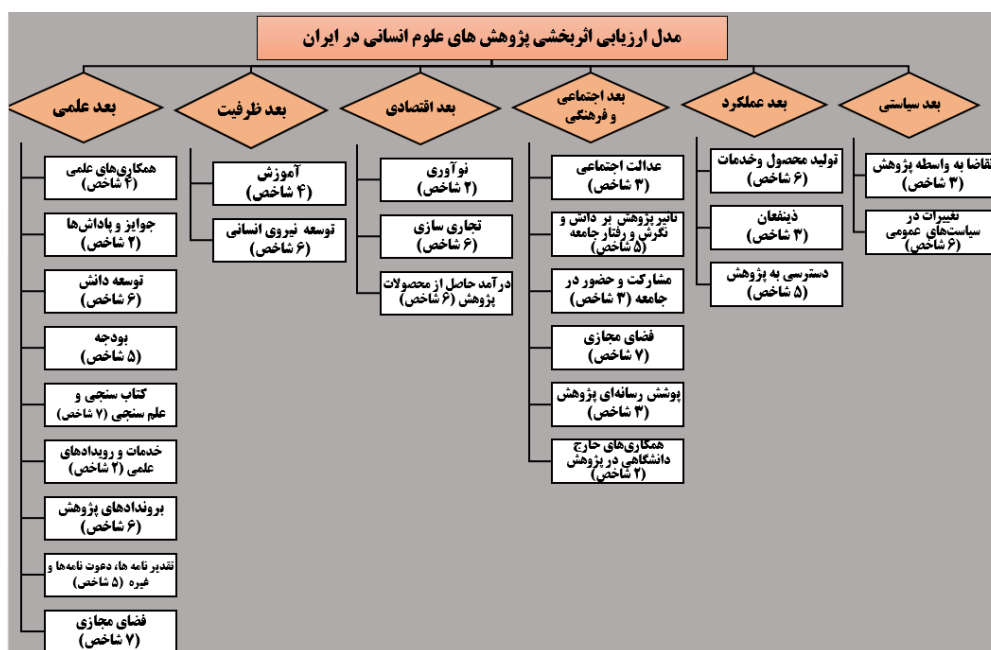 مدل ارزیابی اثربخشی پژوهش های علوم انسانی در ایران
بعد سیاستی
تقاضا به واسطه پژوهش
(۳ شاخص)
تغییرات در
سیاست‌های عمومی
(۶ شاخص)
بعد عملکرد
تولید محصول وخدمات
(۶ شاخص)
ذینفعان
(۳ شاخص)
دسترسی به پژوهش
(۵ شاخص)
بعد اجتماعی
و فرهنگی
عدالت اجتماعی
(۳ شاخص)
تاثیر پژوهش بر دانش و
نگرش و رفتار جامعه
(۵ شاخص)
مشارکت و حضور در
جامعه (۳ شاخص)
فضای مجازی
(۷ شاخص)
پوشش رسانه‌ای پژوهش
(۳ شاخص)
همکاری‌های خارج
دانشگاهی در پژوهش
(۲ شاخص)
بعد اقتصادی
نوآوری
(۲ شاخص)
تجاری سازی
(۶ شاخص)
درآمد حاصل از محصولات
پژوهش (۶ شاخص)
بعد ظرفیت
آموزش
(۴ شاخص)
توسعه نیروی انسانی
(۶ شاخص)
بعد علمی
همکاری‌های علمی
(۴ شاخص)
جوایز و پاداش‌ها
(۲ شاخص)
توسعه دانش
(۶ شاخص)
بودجه
(۵ شاخص)
کتاب سنجی و
علم سنجی (۷ شاخص)
خدمات و رویدادهای
علمی (۲ شاخص)
بروندادهای پژوهش
(۶ شاخص)
تقدیر نامه ها، دعوت نامه‌ها و
غیره (۵ شاخص)
فضای مجازی
(۷ شاخص)